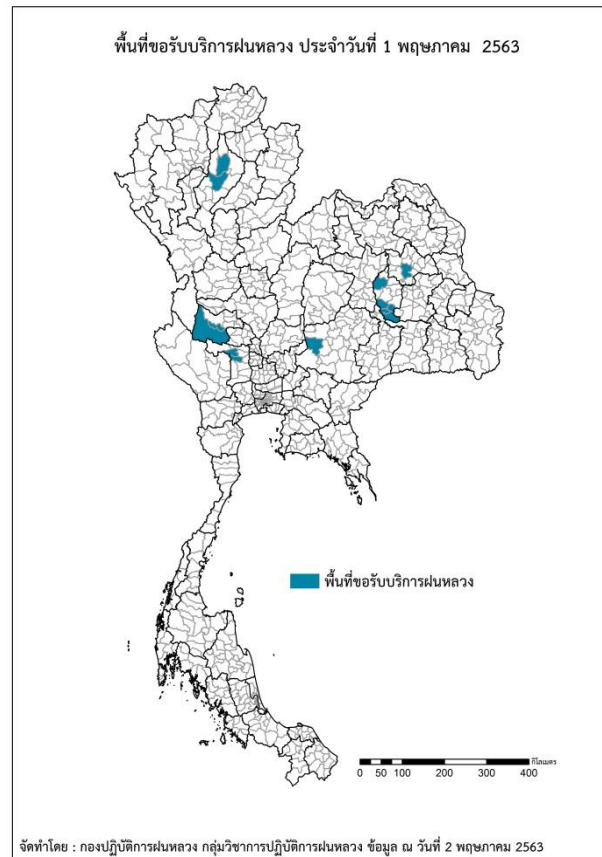 พื้นที่ขอรับบริการฝนหลวง ประจำวันที่ 1 พฤษภาคม 2563
พื้นที่ขอรับบริการฝนหลวง
กิโลเมตร
0 50 100 200 300 400
จัดทำโดย : กองปฏิบัติการฝนหลวง กลุ่มวิชาการปฏิบัติการฝนหลวง ข้อมูล ณ วันที่ 2 พฤษภาคม 2563